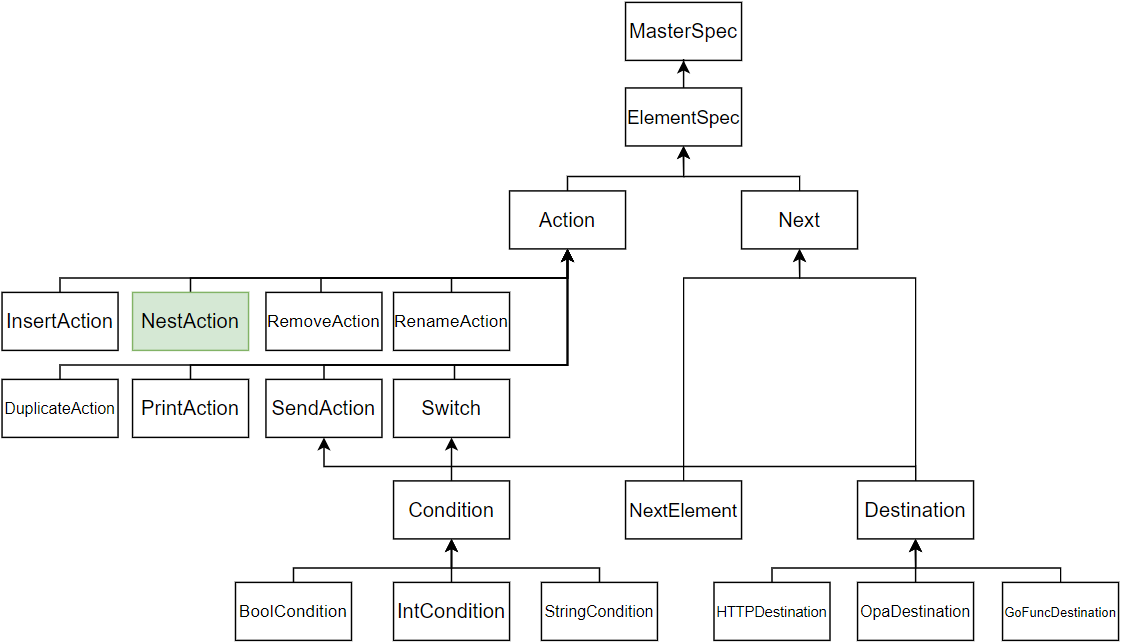 MasterSpec
ElementSpec
Action
Next
InsertAction
NestAction
RemoveAction
RenameAction
DuplicateAction
PrintAction
SendAction
Switch
Condition
NextElement
Destination
BoolCondition
IntCondition
StringCondition
HTTPDestination
OpaDestination
GoFuncDestination